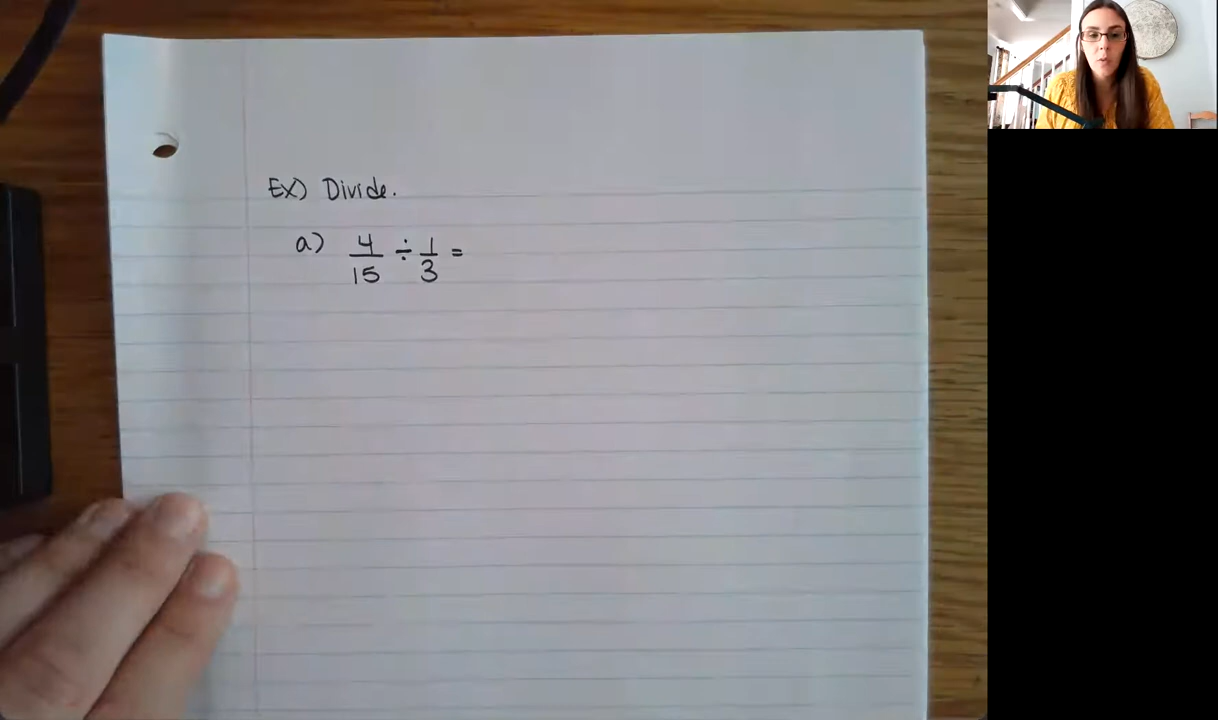 Ex) Divide.
a) 4/15 ÷ 1/3 =